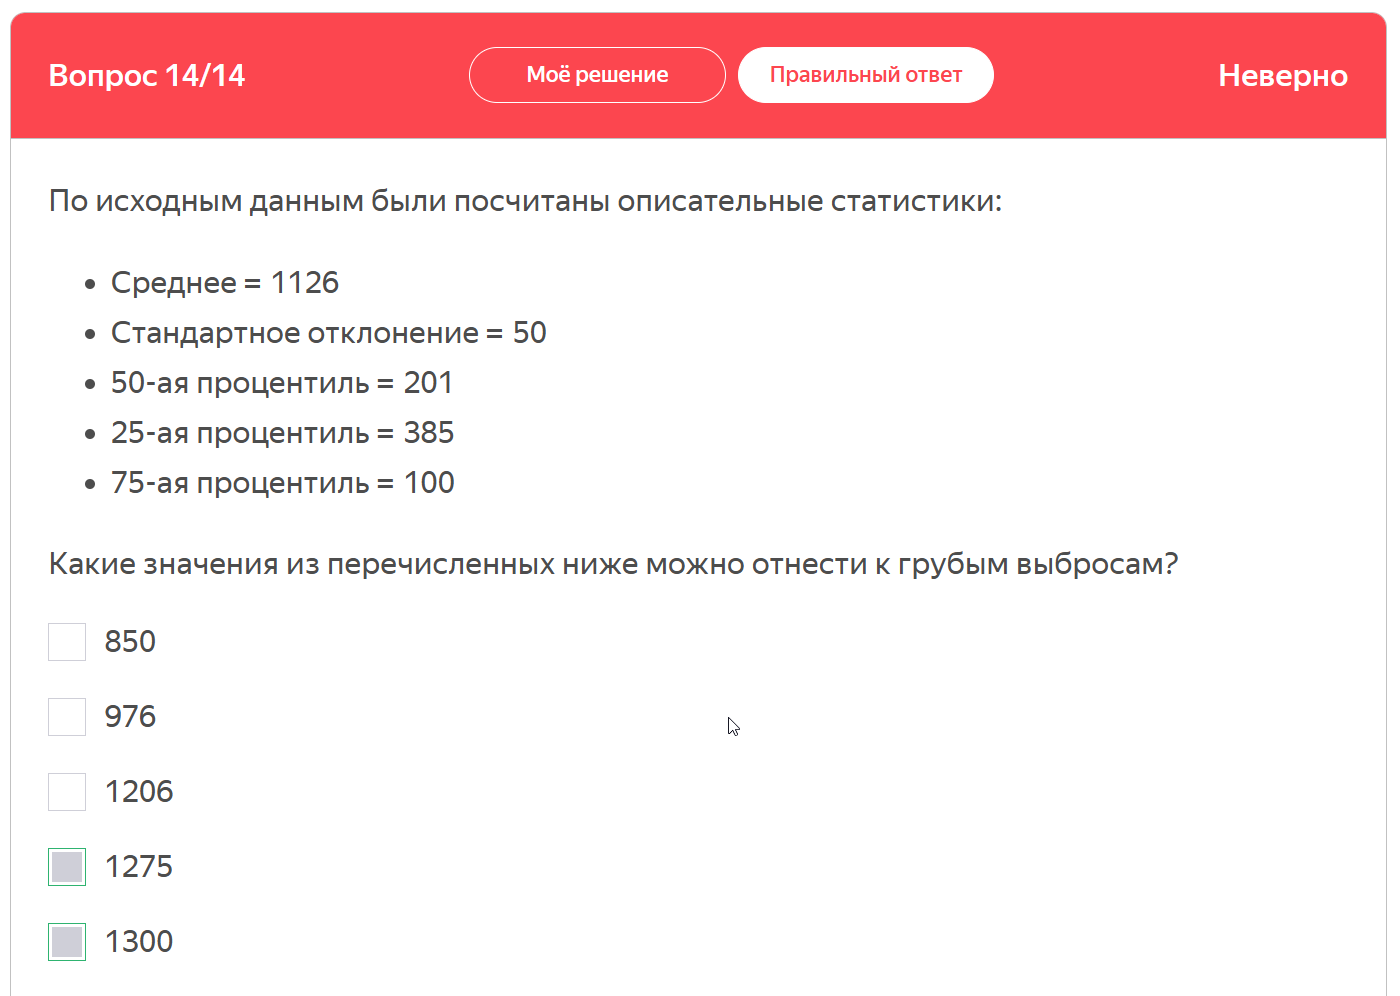 Вопрос 14/14
Моё решение
Правильный ответ
Неверно
По исходным данным были посчитаны описательные статистики:
• Среднее = 1126
• Стандартное отклонение = 50
• 50-ая процентиль = 201
• 25-ая процентиль = 385
• 75-ая процентиль = 100
Какие значения из перечисленных ниже можно отнести к грубым выбросам?
850
976
1206
1275
1300